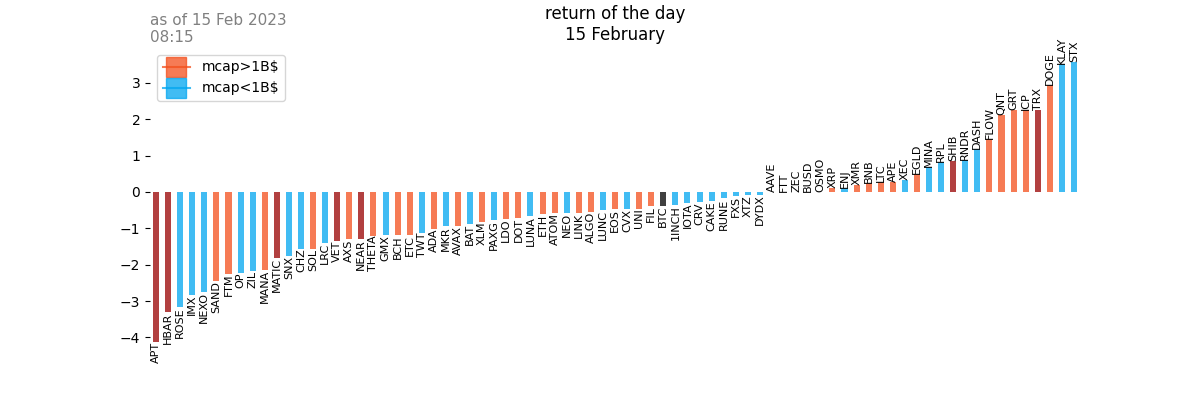 as of 15 Feb 2023
08:15
return of the day
15 February
mcap>1B$
mcap<1B$
3
2
1
0
−1
−2
−3
−4
APT
HBAR
ROSE
IMX
NEXO
SAND
FTM
OP
ZIL
MANA
MATIC
SNX
CHZ
SOL
LRC
VET
AXS
NEAR
THETA
GMX
BCH
ETC
TWT
ADA
MKR
AVAX
BAT
XLM
PAXG
LDO
DOT
LUNA
ETH
ATOM
NEO
LINK
ALGO
LUNC
EOS
CVX
UNI
FIL
BTC
1INCH
IOTA
CRV
CAKE
RUNE
FXS
XTZ
DYDX
AAVE
FTT
ZEC
BUSD
OSMO
XRP
ENJ
XMR
BNB
LTC
APE
XEC
EGLD
MINA
RPL
SHIB
RNDR
DASH
FLOW
QNT
GRT
ICP
TRX
DOGE
KLAY
STX